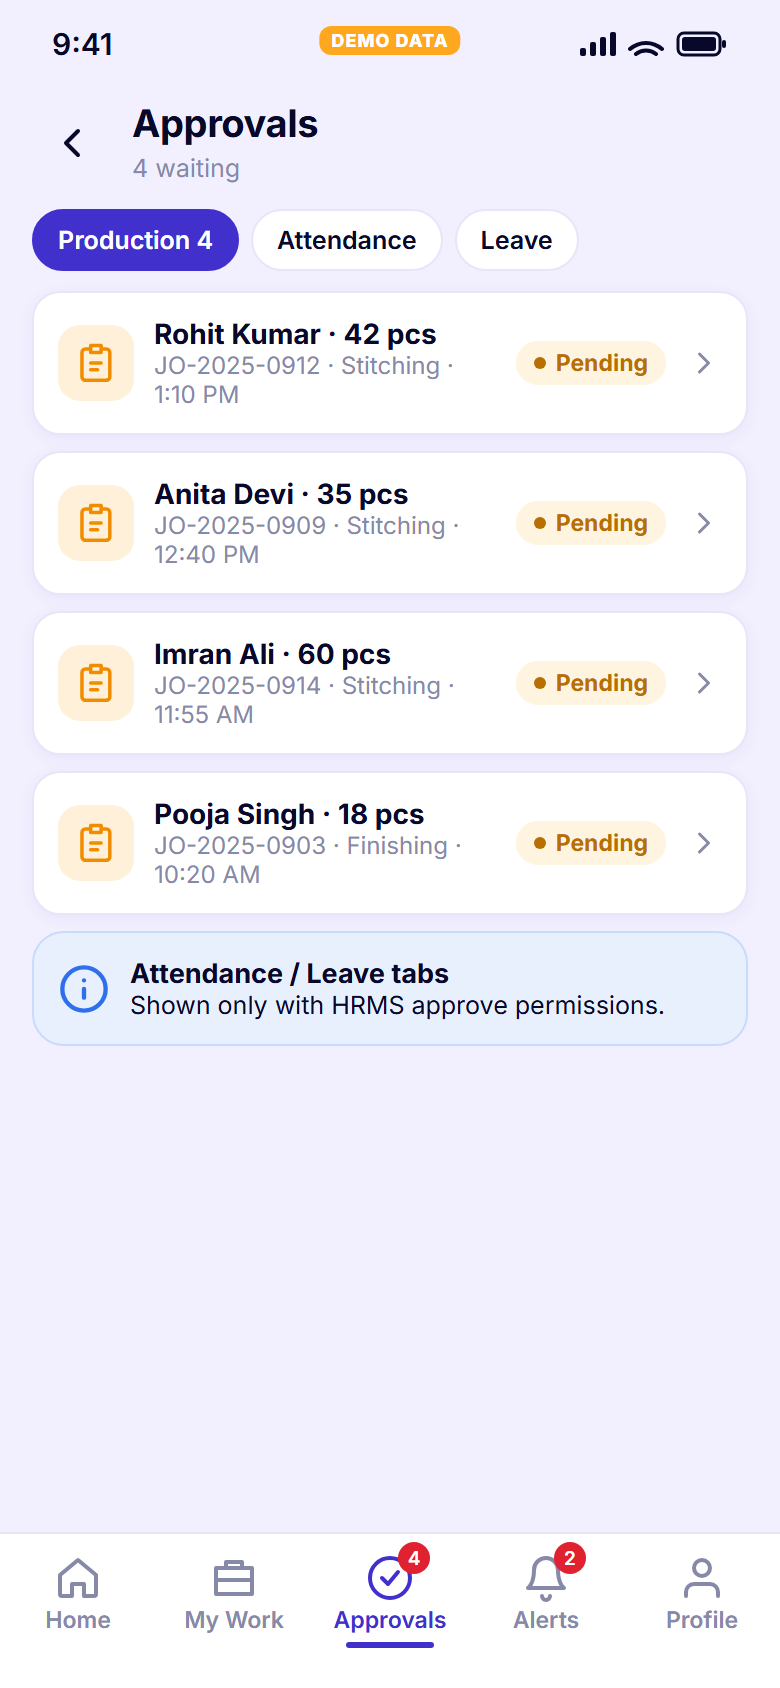 9:41
DEMO DATA
Approvals
4 waiting
Production 4
Attendance
Leave
Rohit Kumar · 42 pcs
JO-2025-0912 · Stitching ·
1:10 PM
Pending
Anita Devi · 35 pcs
JO-2025-0909 · Stitching ·
12:40 PM
Pending
Imran Ali · 60 pcs
JO-2025-0914 · Stitching ·
11:55 AM
Pending
Pooja Singh · 18 pcs
JO-2025-0903 · Finishing ·
10:20 AM
Pending
Attendance / Leave tabs
Shown only with HRMS approve permissions.
4
2
Home
My Work
Approvals
Alerts
Profile